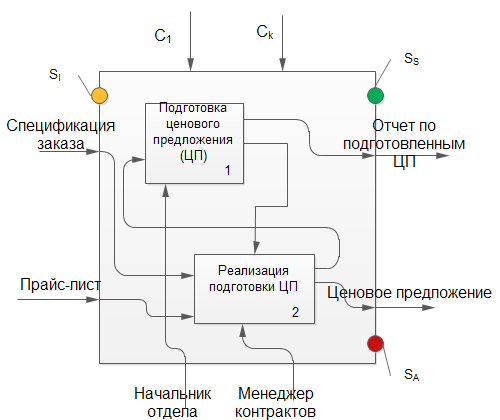 C1
Ck
SI
SS
Спецификация
заказа
Подготовка
ценового
предложения
(ЦП)
1
Отчет по
подготовленным
ЦП
Прайс-лист
Реализация
подготовки ЦП
2
Ценовое предложение
SA
Начальник
отдела
Менеджер
контрактов